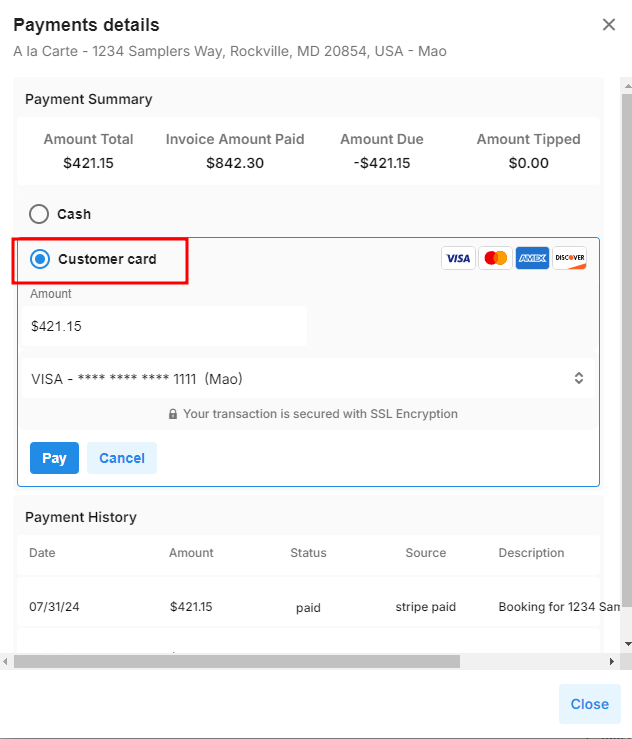 Payments details
A la Carte - 1234 Samplers Way, Rockville, MD 20854, USA - Mao
Payment Summary
Amount Total Invoice Amount Paid Amount Due Amount Tipped
$421.15 $842.30 -$421.15 $0.00
Cash
Customer card VISA AMEX DISCOVER
Amount
$421.15
VISA - **** **** **** 1111 (Mao)
Your transaction is secured with SSL Encryption
Pay Cancel
Payment History
Date Amount Status Source Description
07/31/24 $421.15 paid stripe paid Booking for 1234 Sam
Close